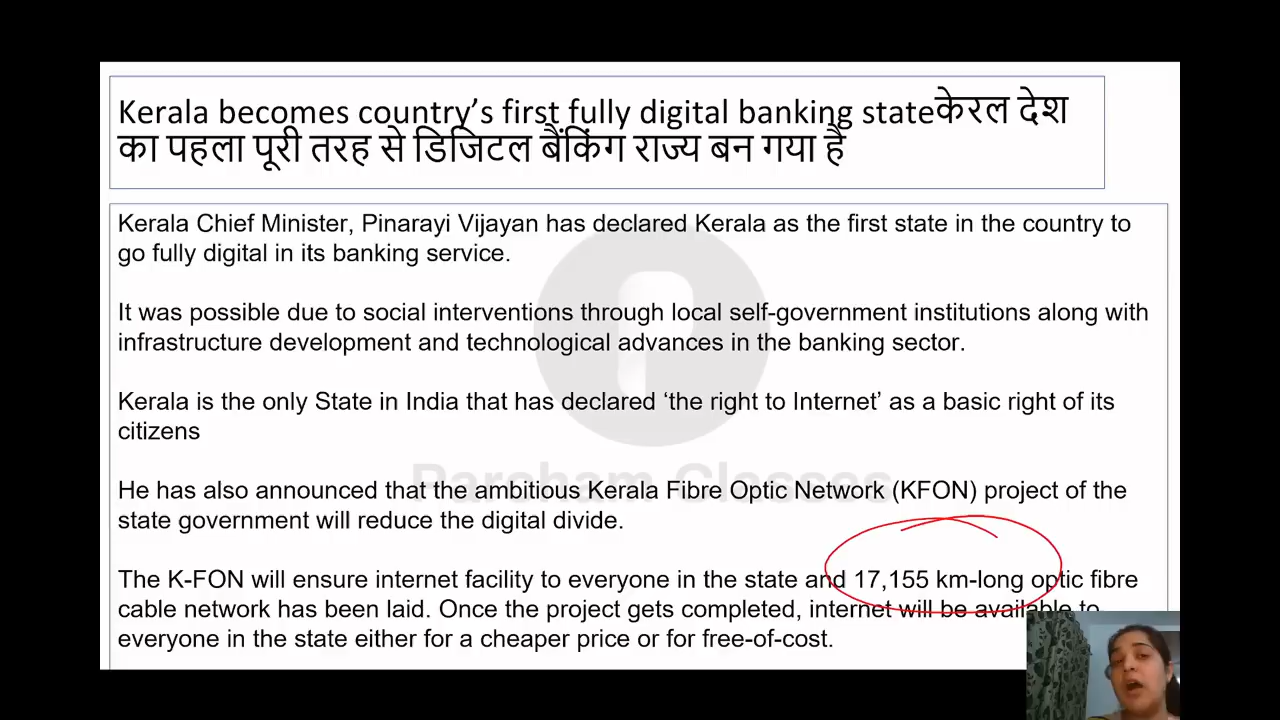 Kerala becomes country’s first fully digital banking stateकेरल देश
का पहला पूरी तरह से डिजिटल बैंकिंग राज्य बन गया है
Kerala Chief Minister, Pinarayi Vijayan has declared Kerala as the first state in the country to
go fully digital in its banking service.
It was possible due to social interventions through local self-government institutions along with
infrastructure development and technological advances in the banking sector.
Kerala is the only State in India that has declared ‘the right to Internet’ as a basic right of its
citizens
Parcham Classes
He has also announced that the ambitious Kerala Fibre Optic Network (KFON) project of the
state government will reduce the digital divide.
The K-FON will ensure internet facility to everyone in the state and 17,155 km-long optic fibre
cable network has been laid. Once the project gets completed, internet will be available to
everyone in the state either for a cheaper price or for free-of-cost.